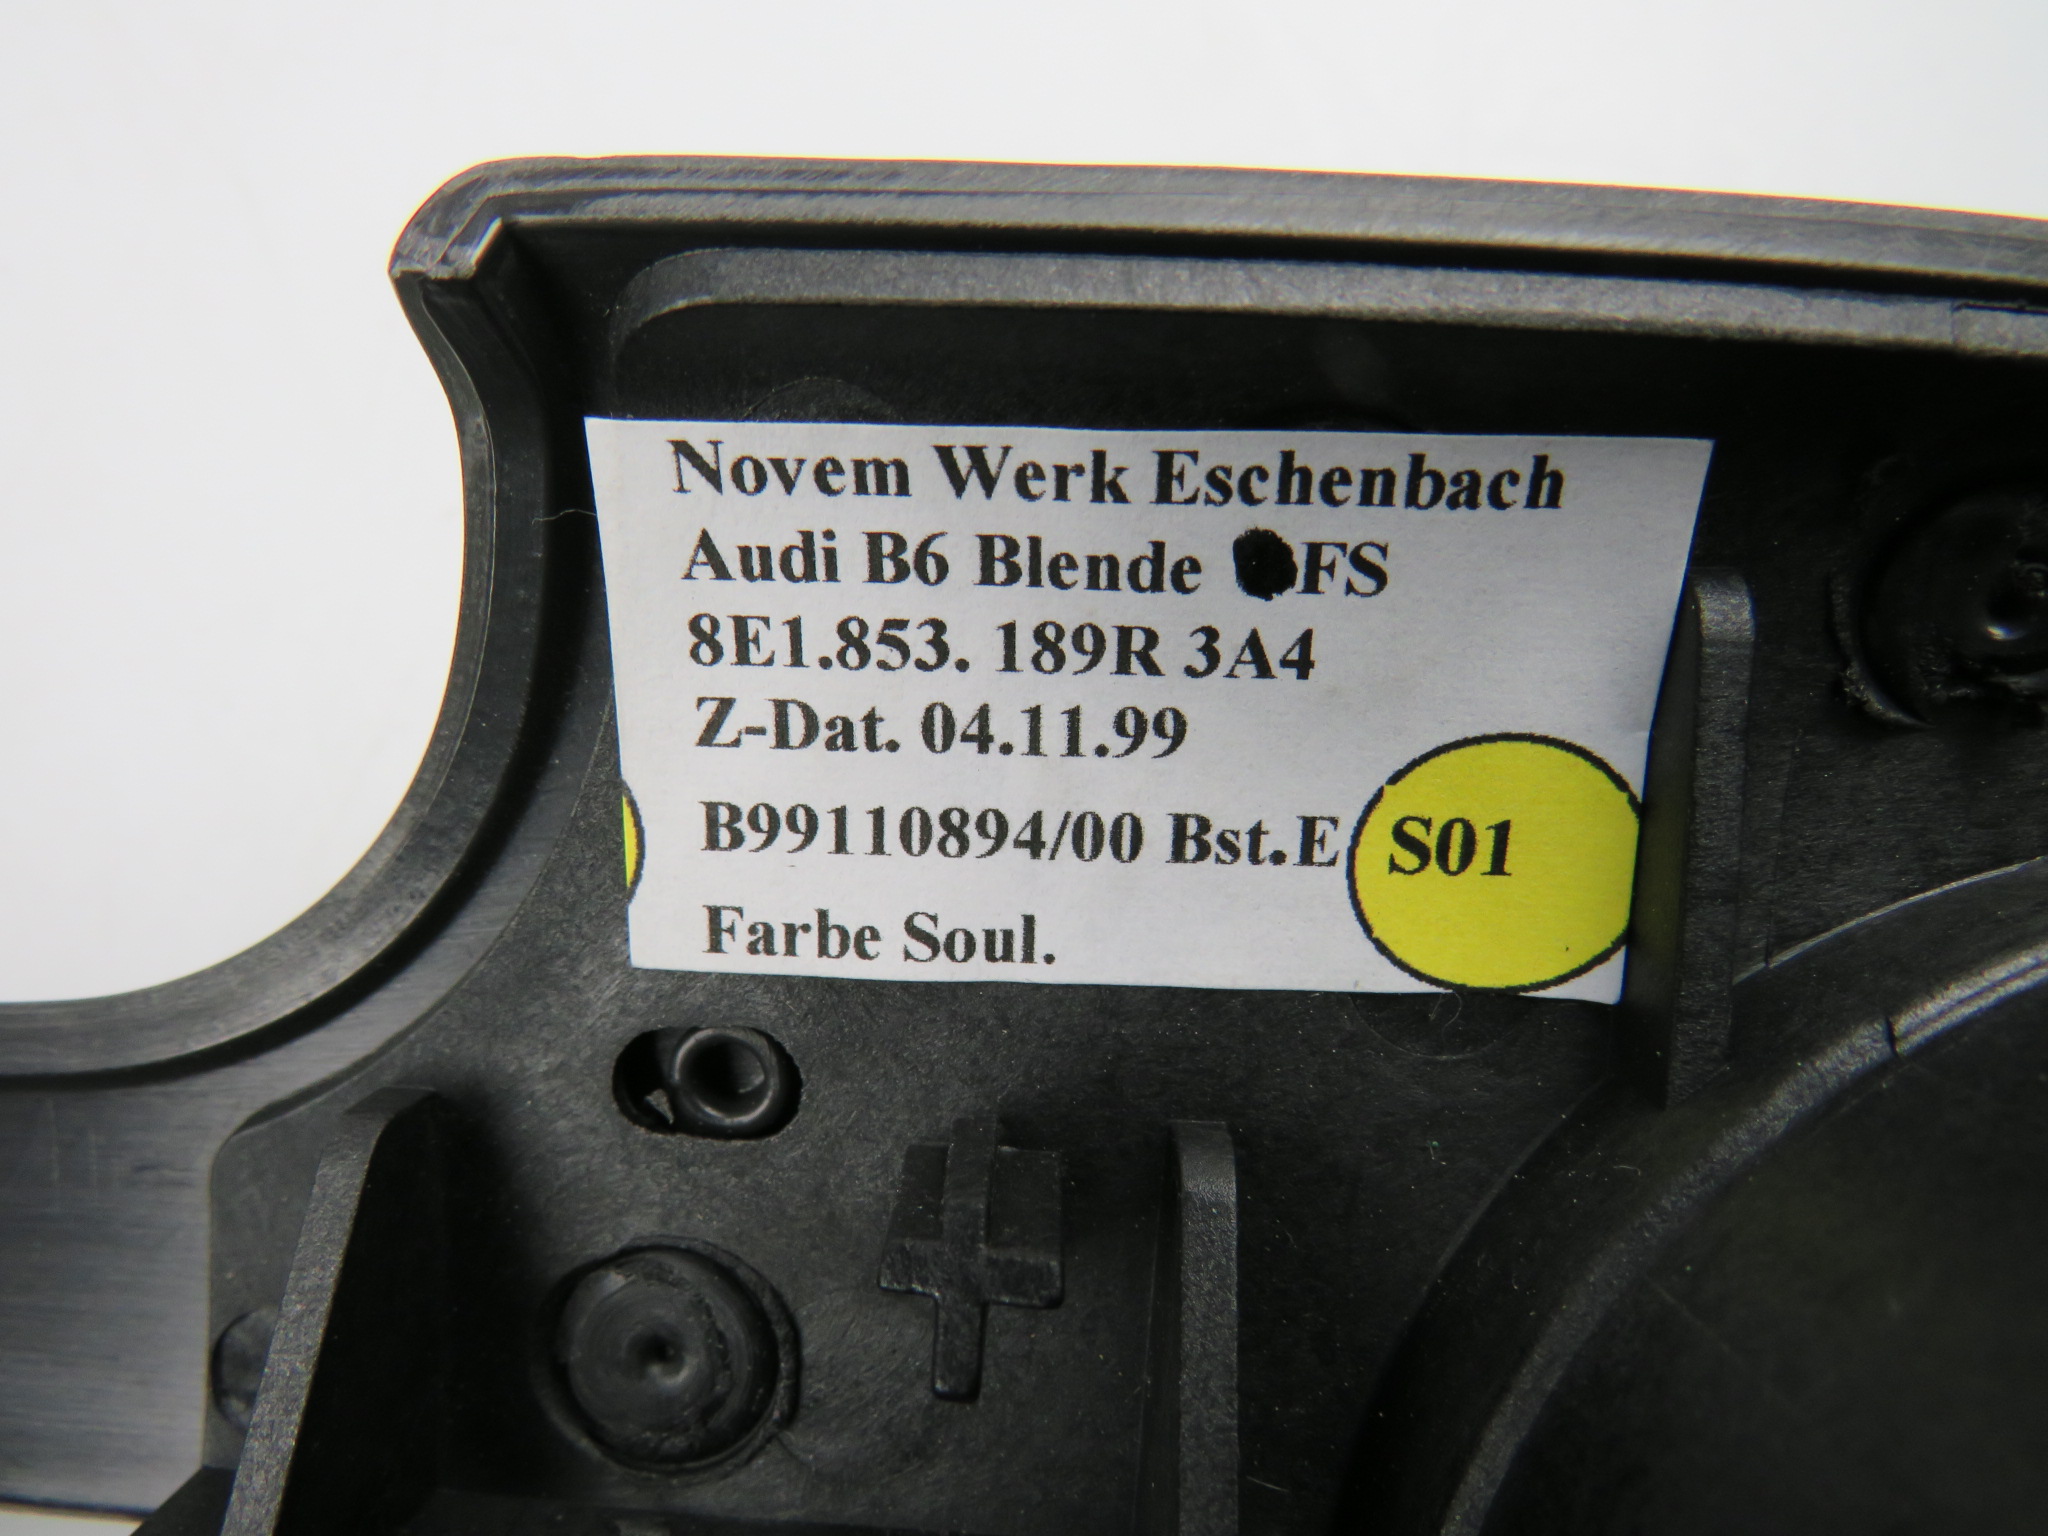 Novem Werk Eschenbach
Audi B6 Blende FS
8E1.853. 189R 3A4
Z-Dat. 04.11.99
B99110894/00 Bst.E S01
Farbe Soul.